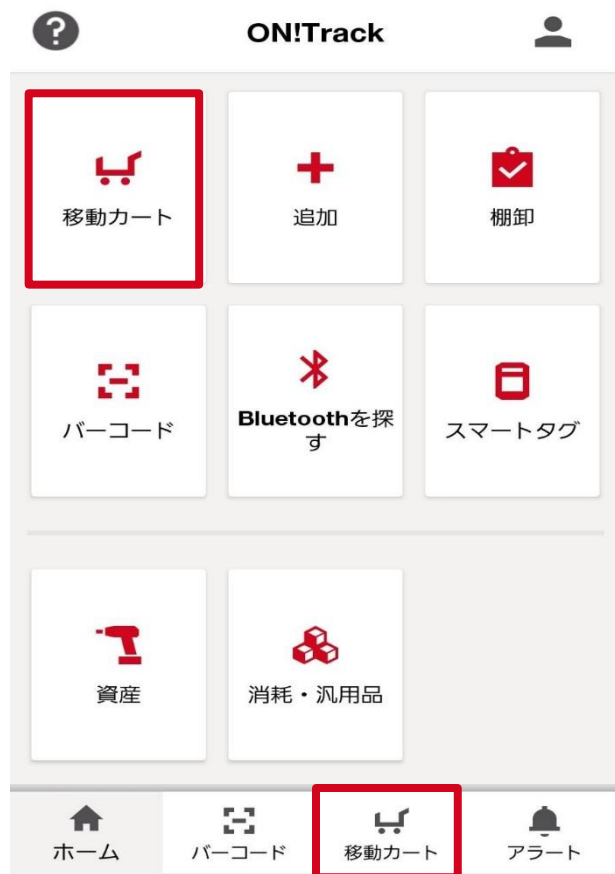 ON!Track
移動カート
追加
棚卸
バーコード
Bluetoothを探
す
スマートタグ
資産
消耗・汎用品
ホーム
バーコード
移動カート
アラート